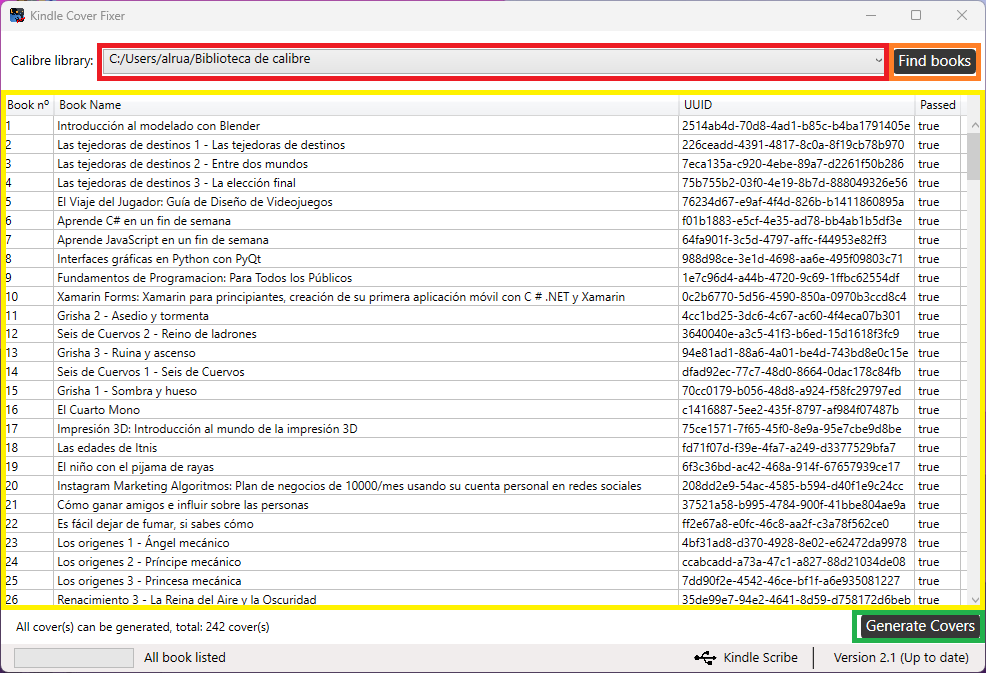 Kindle Cover Fixer
Calibre library: C:/Users/alrua/Biblioteca de calibre Find books
Book nº Book Name UUID Passed
1 Introducción al modelado con Blender 2514ab4d-70d8-4ad1-b85c-b4ba1791405e true
2 Las tejedoras de destinos 1 - Las tejedoras de destinos 226ceadd-4391-4817-8c0a-8f19cb78b970 true
3 Las tejedoras de destinos 2 - Entre dos mundos 7eca135a-c920-4ebe-89a7-d2261f50b286 true
4 Las tejedoras de destinos 3 - La elección final 75b755b2-03f0-4e19-8b7d-888049326e56 true
5 El Viaje del Jugador: Guía de Diseño de Videojuegos 76234d67-e9af-4f4d-826b-b1411860895a true
6 Aprende C# en un fin de semana f01b1883-e5cf-4e35-ad78-bb4ab1b5df3e true
7 Aprende JavaScript en un fin de semana 64fa901f-3c5d-4797-affc-f44953e82ff3 true
8 Interfaces gráficas en Python con PyQt 988d98ce-3e1d-4698-aa6e-495f09803c71 true
9 Fundamentos de Programacion: Para Todos los Públicos 1e7c96d4-a44b-4720-9c69-1ffbc62554df true
10 Xamarin Forms: Xamarin para principiantes, creación de su primera aplicación móvil con C # .NET y Xamarin 0c2b6770-5d56-4590-850a-0970b3ccd8c4 true
11 Grisha 2 - Asedio y tormenta 4cc1bd25-3dc6-4c67-ac60-4f4eca07b301 true
12 Seis de Cuervos 2 - Reino de ladrones 3640040e-a3c5-41f3-b6ed-15d1618f3fc9 true
13 Grisha 3 - Ruina y ascenso 94e81ad1-88a6-4a01-be4d-743bd8e0c15e true
14 Seis de Cuervos 1 - Seis de Cuervos dfad92ec-77c7-48d0-8664-0dac178c84fb true
15 Grisha 1 - Sombra y hueso 70cc0179-b056-48d8-a924-f58fc29797ed true
16 El Cuarto Mono c1416887-5ee2-435f-8797-af984f07487b true
17 Impresión 3D: Introducción al mundo de la impresión 3D 75ce1571-7f65-45f0-8e9a-95e7cbe9d8be true
18 Las edades de Itnis fd71f07d-f39e-4fa7-a249-d3377529bfa7 true
19 El niño con el pijama de rayas 6f3c36bd-ac42-468a-914f-67657939ce17 true
20 Instagram Marketing Algoritmos: Plan de negocios de 10000/mes usando su cuenta personal en redes sociales 208dd2e9-54ac-4585-b594-d40f1e9c24cc true
21 Cómo ganar amigos e influir sobre las personas 37521a58-b995-4784-900f-41bbe804ae9a true
22 Es fácil dejar de fumar, si sabes cómo ff2e67a8-e0fc-46c8-aa2f-c3a78f562ce0 true
23 Los origenes 1 - Ángel mecánico 4bf31ad8-d370-4928-8e02-e62472da9978 true
24 Los origenes 2 - Príncipe mecánico ccabcadd-a73a-47c1-a827-88d21034de08 true
25 Los origenes 3 - Princesa mecánica 7dd90f2e-4542-46ce-bf1f-a6e935081227 true
26 Renacimiento 3 - La Reina del Aire y la Oscuridad 35de99e7-94e2-4641-8d59-d758172d6beb true
All cover(s) can be generated, total: 242 cover(s) Generate Covers
All book listed Kindle Scribe Version 2.1 (Up to date)